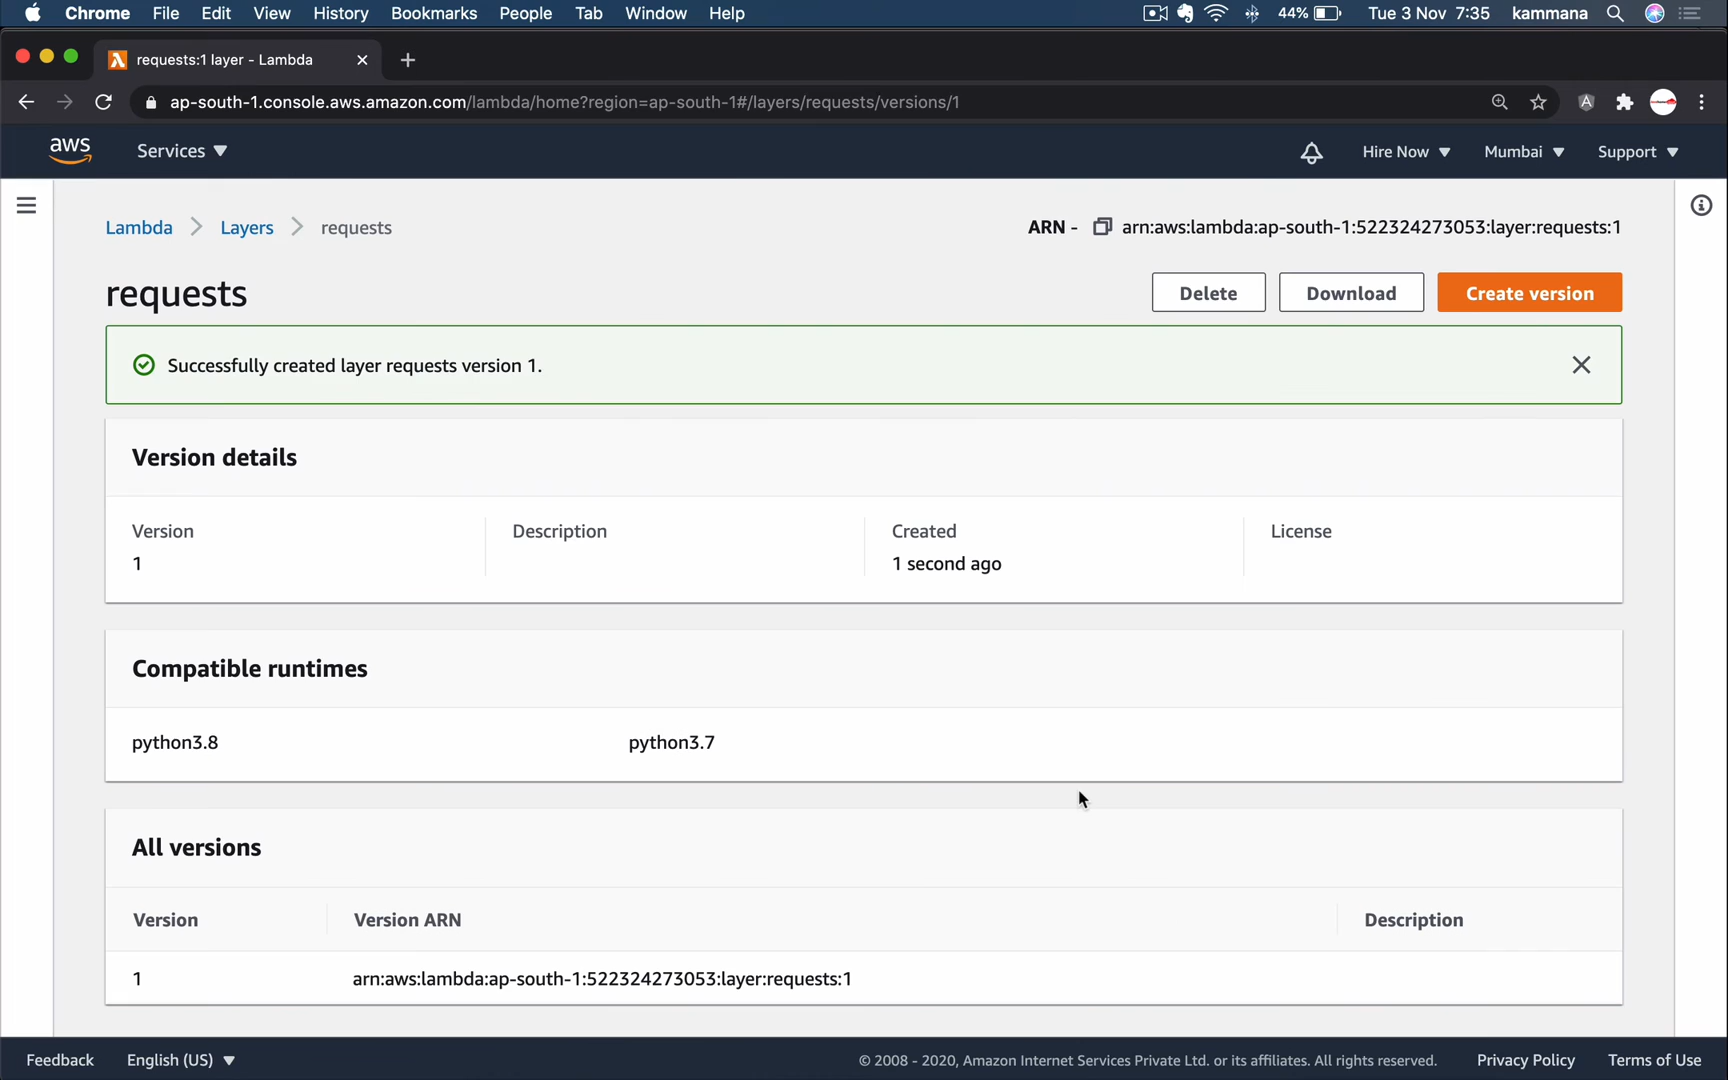 Chrome File Edit View History Bookmarks People Tab Window Help 44% Tue 3 Nov 7:35 kammana
requests:1 layer - Lambda
ap-south-1.console.aws.amazon.com/lambda/home?region=ap-south-1#/layers/requests/versions/1
aws Services Hire Now Mumbai Support
Lambda Layers requests ARN - arn:aws:lambda:ap-south-1:522324273053:layer:requests:1
requests Delete Download Create version
Successfully created layer requests version 1.
Version details
Version Description Created License
1 1 second ago
Compatible runtimes
python3.8 python3.7
All versions
Version Version ARN Description
1 arn:aws:lambda:ap-south-1:522324273053:layer:requests:1
Feedback English (US) © 2008 - 2020, Amazon Internet Services Private Ltd. or its affiliates. All rights reserved. Privacy Policy Terms of Use